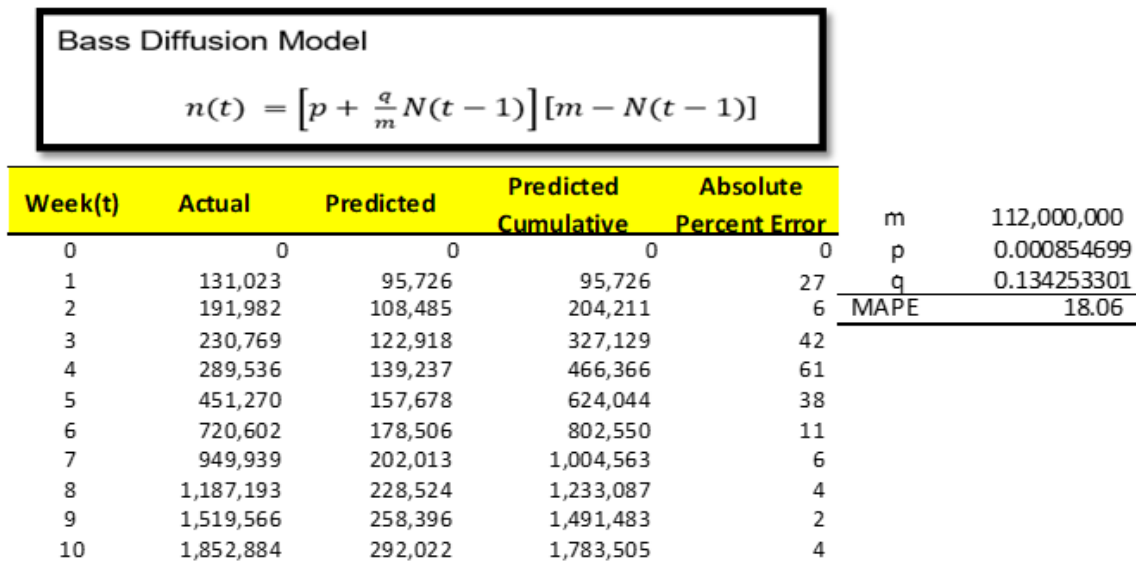 Bass Diffusion Model
n(t) = [p + q/m N(t − 1)] [m − N(t − 1)]
Week(t) Actual Predicted Predicted Cumulative Absolute Percent Error
0 0 0 0 0
1 131,023 95,726 95,726 27
2 191,982 108,485 204,211 6
3 230,769 122,918 327,129 42
4 289,536 139,237 466,366 61
5 451,270 157,678 624,044 38
6 720,602 178,506 802,550 11
7 949,939 202,013 1,004,563 6
8 1,187,193 228,524 1,233,087 4
9 1,519,566 258,396 1,491,483 2
10 1,852,884 292,022 1,783,505 4
m 112,000,000
p 0.000854699
q 0.134253301
MAPE 18.06